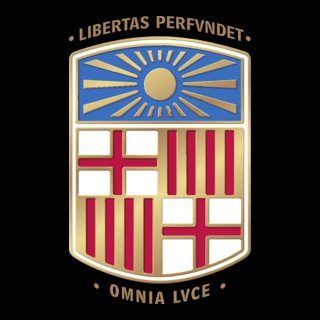 · LIBERTAS PERFVNDET ·
· OMNIA LVCE ·